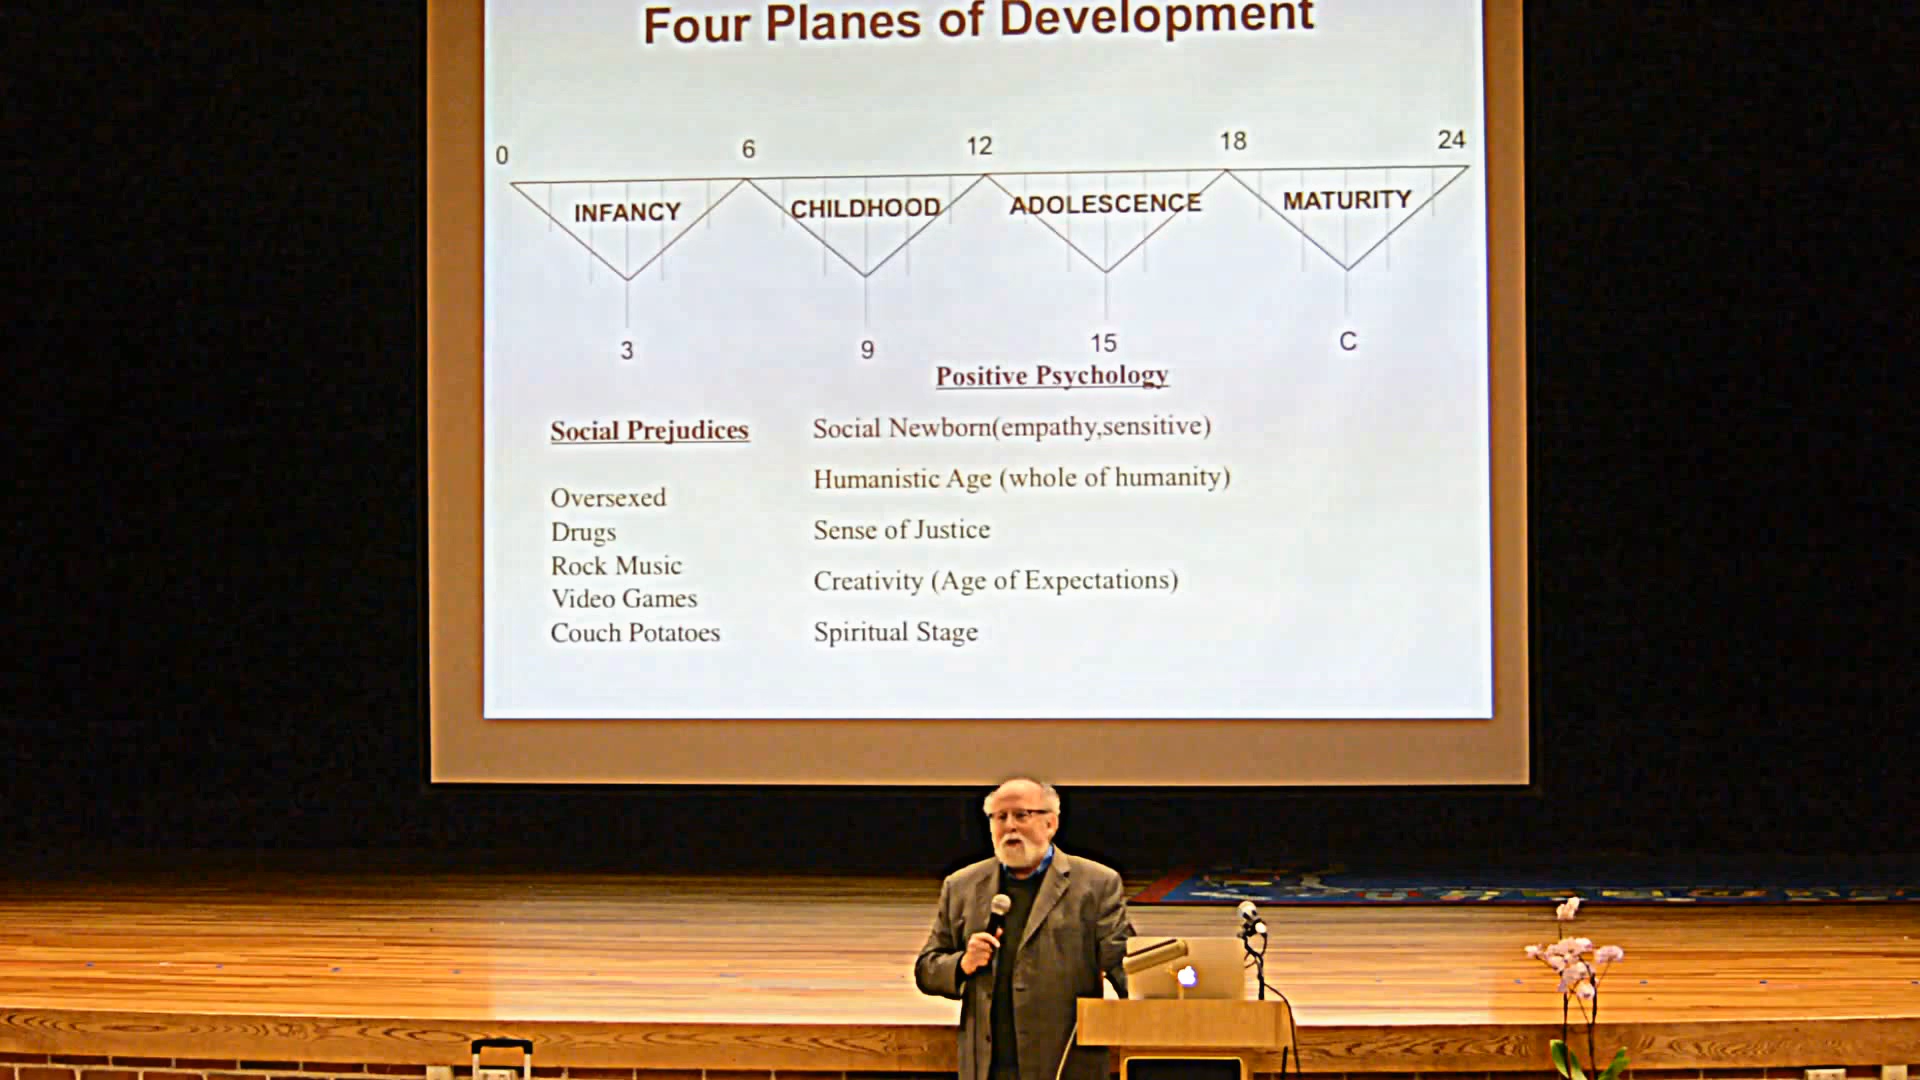 Four Planes of Development
0 6 12 18 24
INFANCY CHILDHOOD ADOLESCENCE MATURITY
3 9 15 C
Positive Psychology
Social Prejudices
Social Newborn(empathy,sensitive)
Humanistic Age (whole of humanity)
Oversexed
Sense of Justice
Drugs
Rock Music
Creativity (Age of Expectations)
Video Games
Couch Potatoes
Spiritual Stage